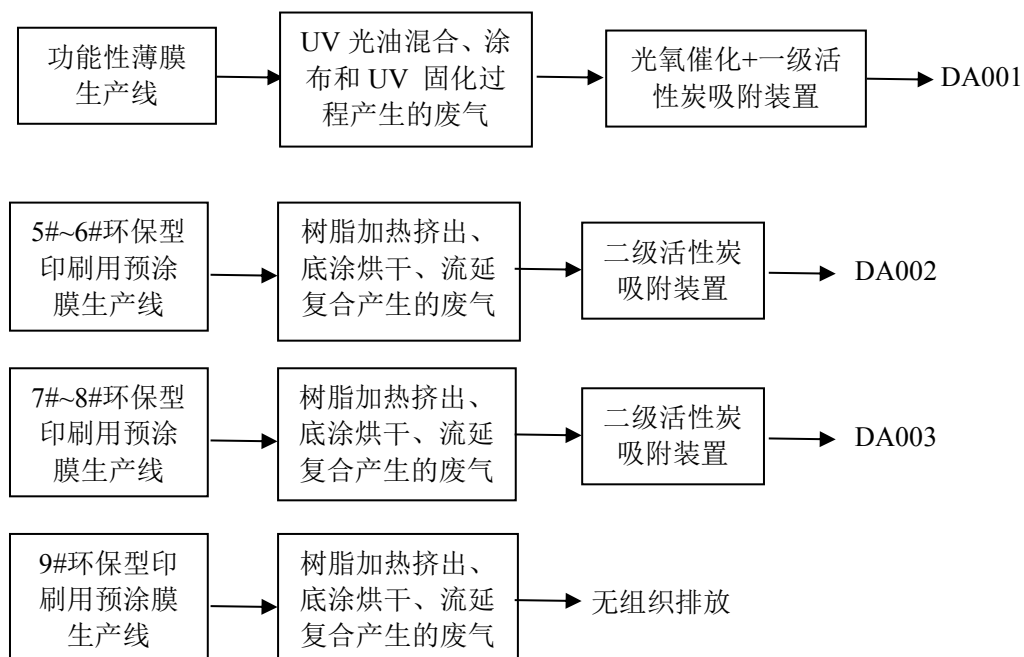 功能性薄膜
生产线
UV 光油混合、涂
布和 UV 固化过
程产生的废气
光氧催化+一级活
性炭吸附装置
DA001
5#~6#环保型
印刷用预涂
膜生产线
树脂加热挤出、
底涂烘干、流延
复合产生的废气
二级活性炭
吸附装置
DA002
7#~8#环保型
印刷用预涂
膜生产线
树脂加热挤出、
底涂烘干、流延
复合产生的废气
二级活性炭
吸附装置
DA003
9#环保型印
刷用预涂膜
生产线
树脂加热挤出、
底涂烘干、流延
复合产生的废气
无组织排放